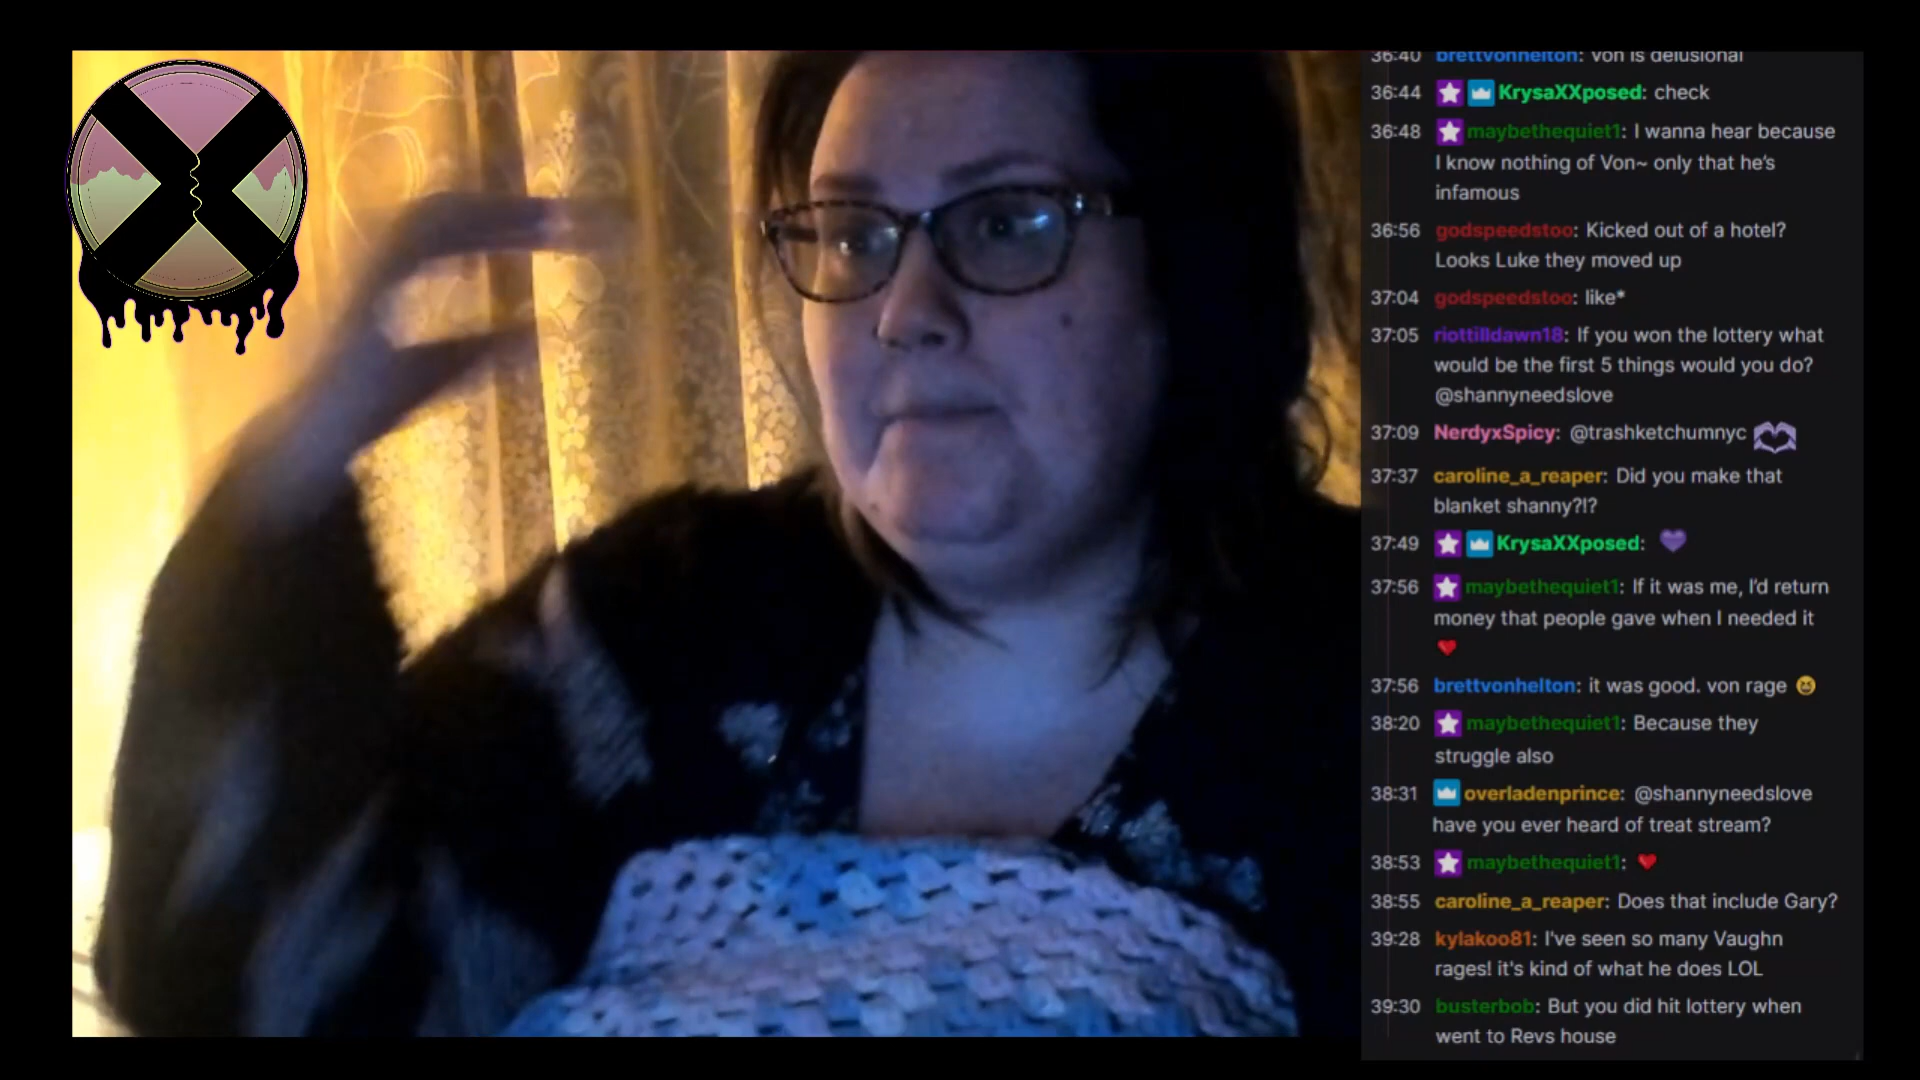 36:40 brettvonhelton: von is delusional
36:44 KrysaXXposed: check
36:48 maybethequiet1: I wanna hear because
I know nothing of Von~ only that he's
infamous
36:56 godspeedstoo: Kicked out of a hotel?
Looks Luke they moved up
37:04 godspeedstoo: like*
37:05 riottilldawn18: If you won the lottery what
would be the first 5 things would you do?
@shannyneedslove
37:09 NerdyxSpicy: @trashketchumnyc
37:37 caroline_a_reaper: Did you make that
blanket shanny?!?
37:49 KrysaXXposed:
37:56 maybethequiet1: If it was me, I'd return
money that people gave when I needed it
37:56 brettvonhelton: it was good. von rage
38:20 maybethequiet1: Because they
struggle also
38:31 overladenprince: @shannyneedslove
have you ever heard of treat stream?
38:53 maybethequiet1:
38:55 caroline_a_reaper: Does that include Gary?
39:28 kylakoo81: I've seen so many Vaughn
rages! it's kind of what he does LOL
39:30 busterbob: But you did hit lottery when
went to Revs house